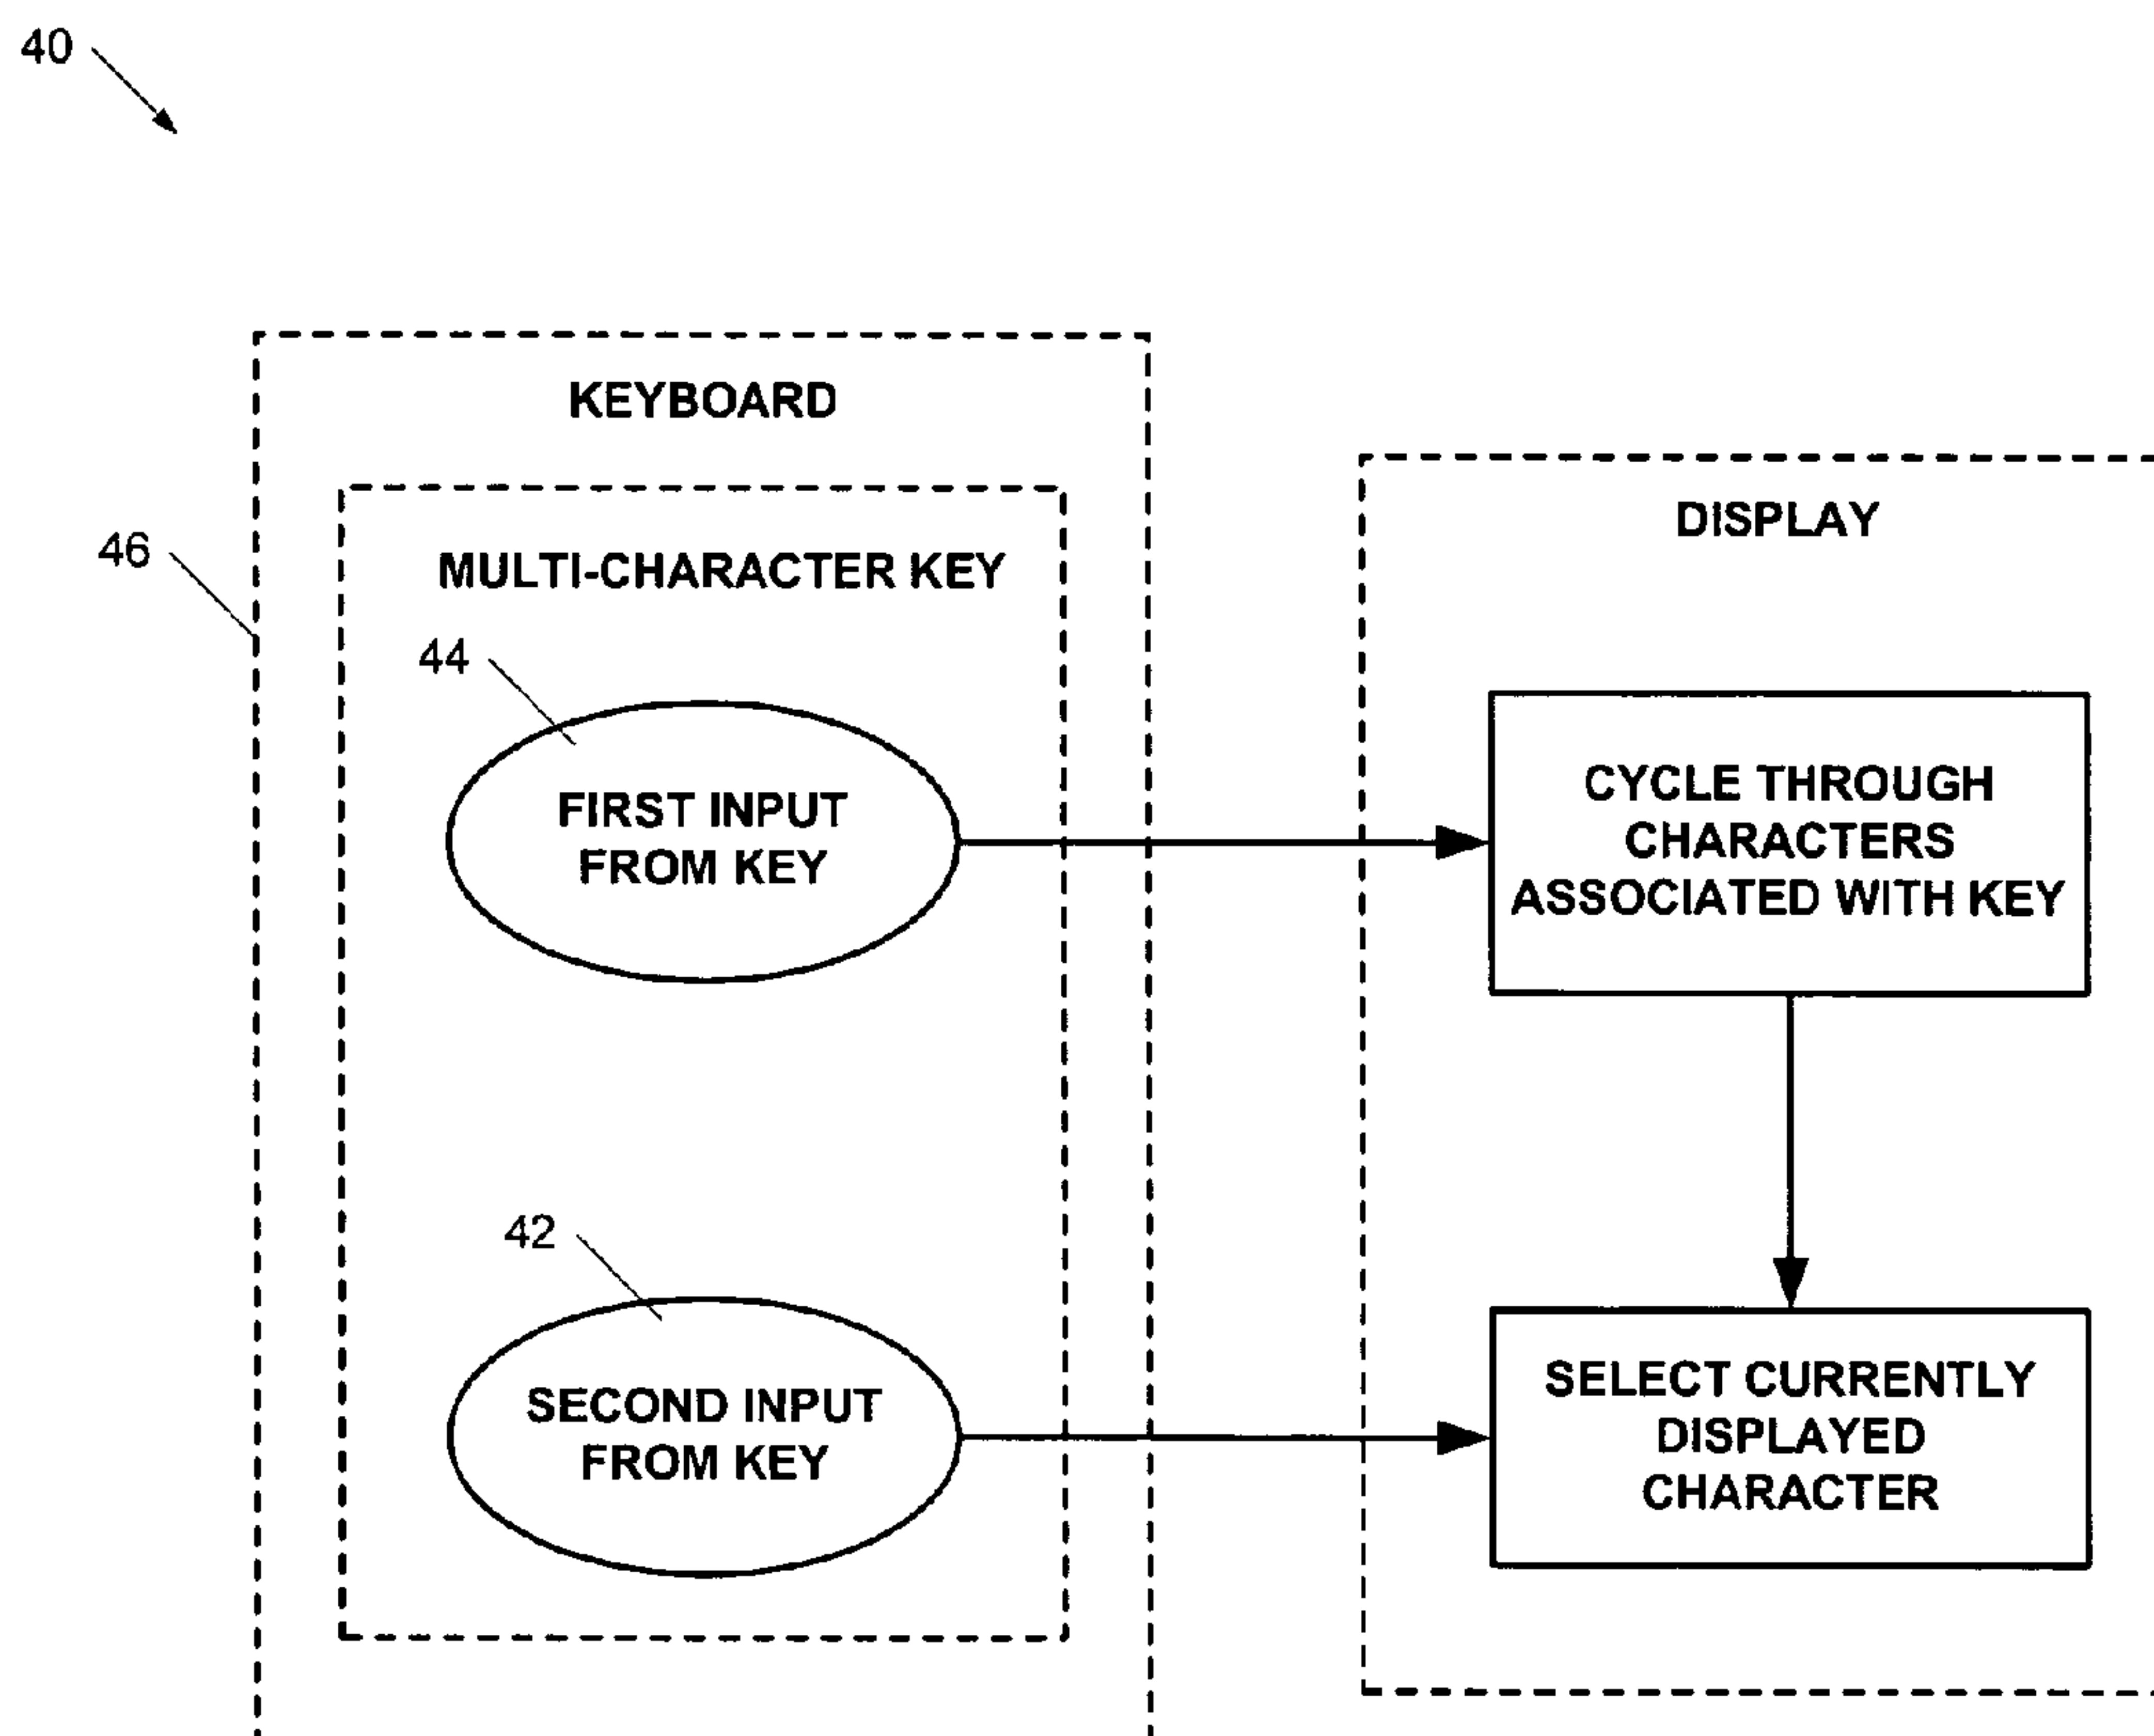 40
KEYBOARD
46
MULTI-CHARACTER KEY
44
FIRST INPUT
FROM KEY
42
SECOND INPUT
FROM KEY
DISPLAY
CYCLE THROUGH
CHARACTERS
ASSOCIATED WITH KEY
SELECT CURRENTLY
DISPLAYED
CHARACTER